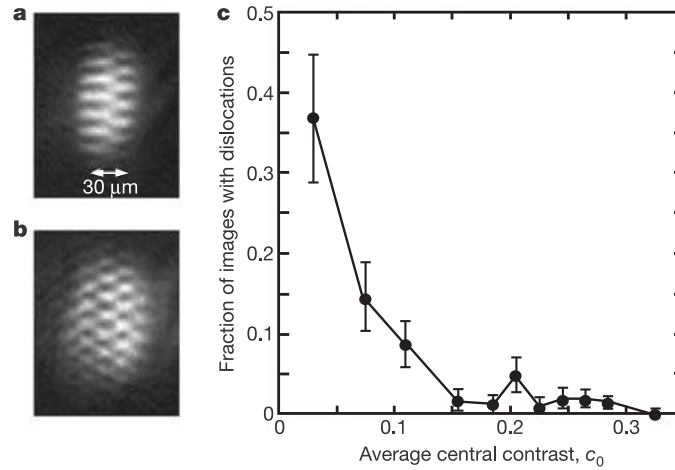 a
30 μm
b
c
Fraction of images with dislocations
0.5
0.4
0.3
0.2
0.1
0
0
0.1
0.2
0.3
Average central contrast, c0